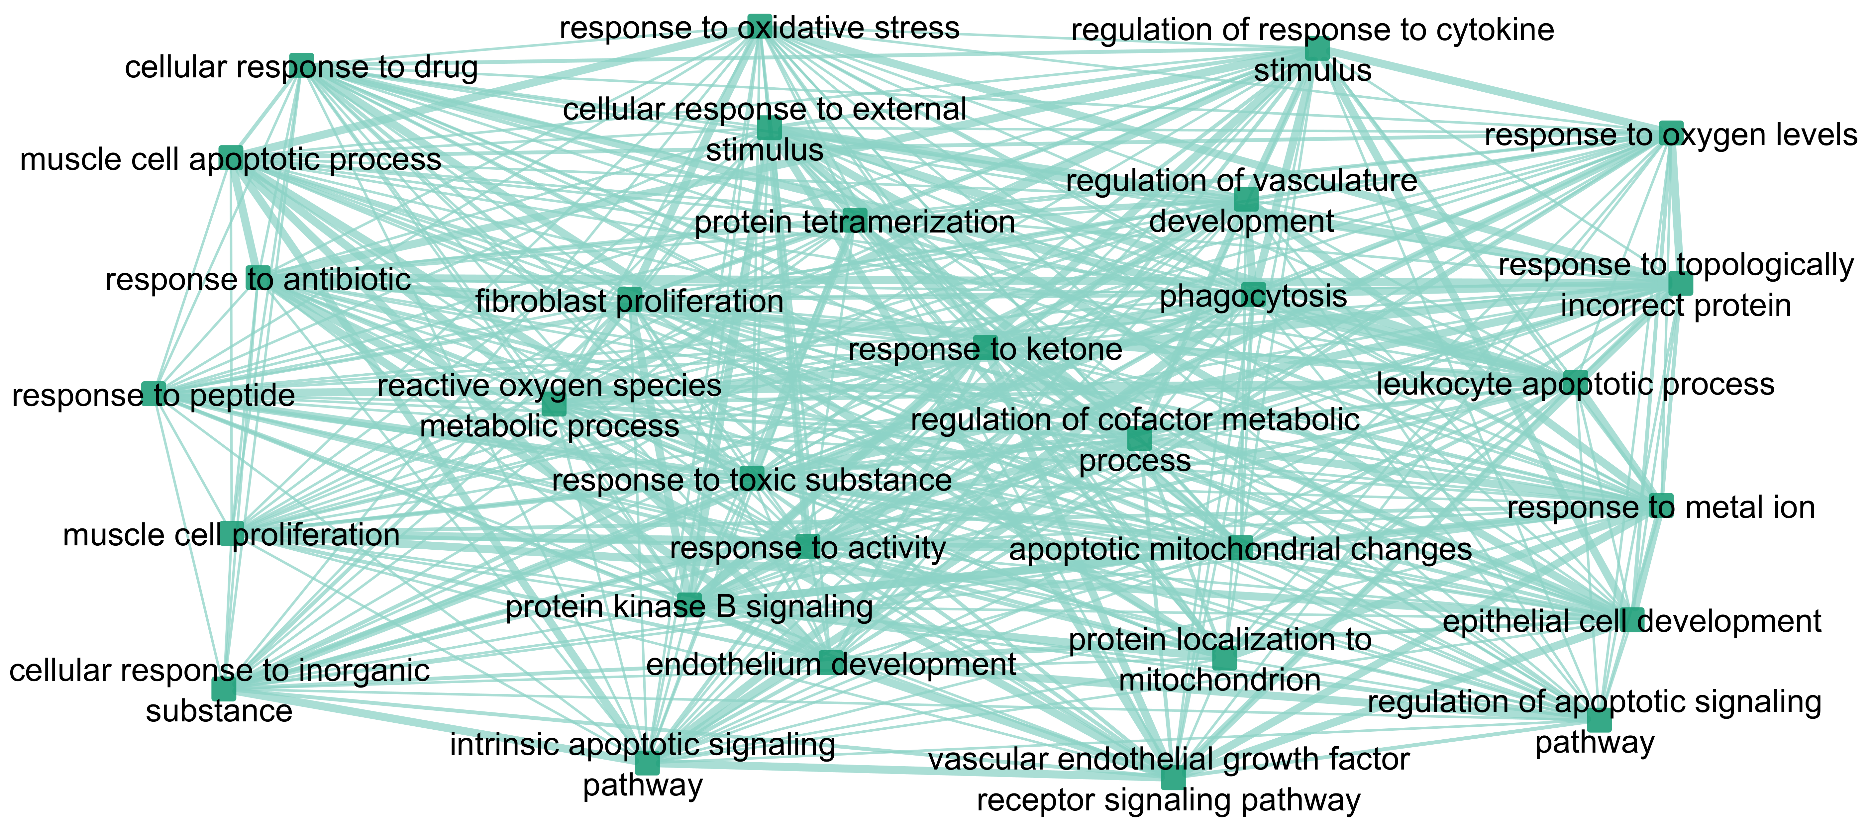 response to oxidative stress
regulation of response to cytokine
stimulus
cellular response to drug
cellular response to external
stimulus
response to oxygen levels
muscle cell apoptotic process
regulation of vasculature
development
protein tetramerization
response to antibiotic
fibroblast proliferation
phagocytosis
response to topologically
incorrect protein
response to ketone
response to peptide
reactive oxygen species
metabolic process
leukocyte apoptotic process
regulation of cofactor metabolic
process
response to toxic substance
response to metal ion
muscle cell proliferation
response to activity
apoptotic mitochondrial changes
protein kinase B signaling
epithelial cell development
protein localization to
mitochondrion
endothelium development
cellular response to inorganic
substance
regulation of apoptotic signaling
pathway
intrinsic apoptotic signaling
pathway
vascular endothelial growth factor
receptor signaling pathway